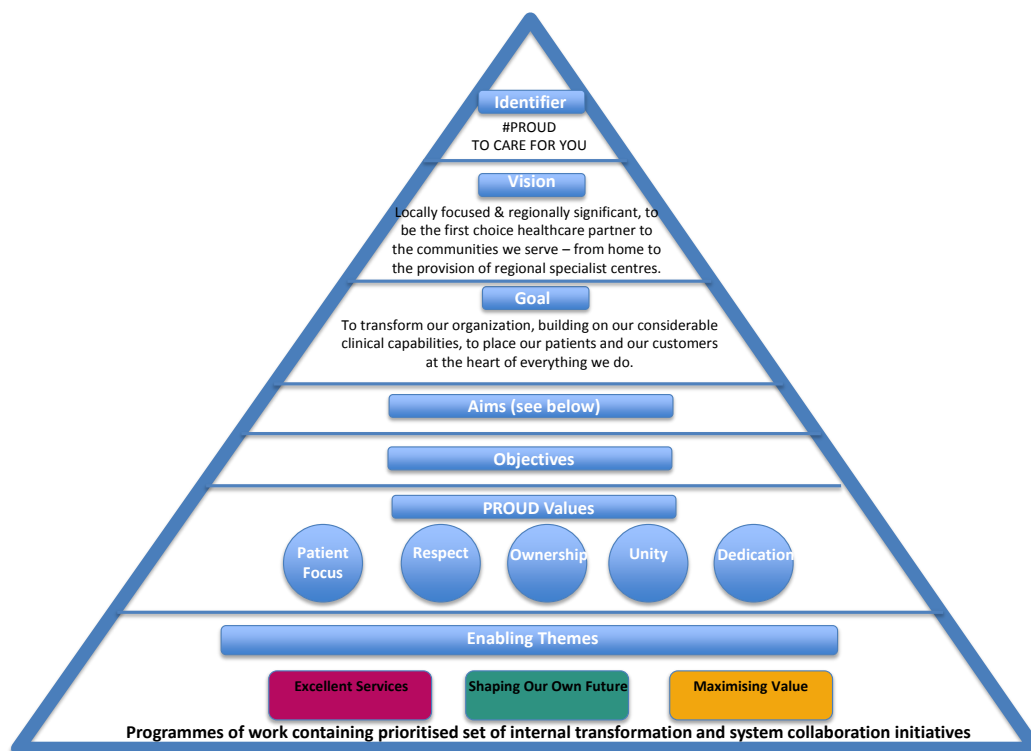 Identifier
#PROUD
TO CARE FOR YOU
Vision
Locally focused & regionally significant, to
be the first choice healthcare partner to
the communities we serve – from home to
the provision of regional specialist centres.
Goal
To transform our organization, building on our considerable
clinical capabilities, to place our patients and our customers
at the heart of everything we do.
Aims (see below)
Objectives
PROUD Values
Patient
Focus
Respect
Ownership
Unity
Dedication
Enabling Themes
Excellent Services
Shaping Our Own Future
Maximising Value
Programmes of work containing prioritised set of internal transformation and system collaboration initiatives